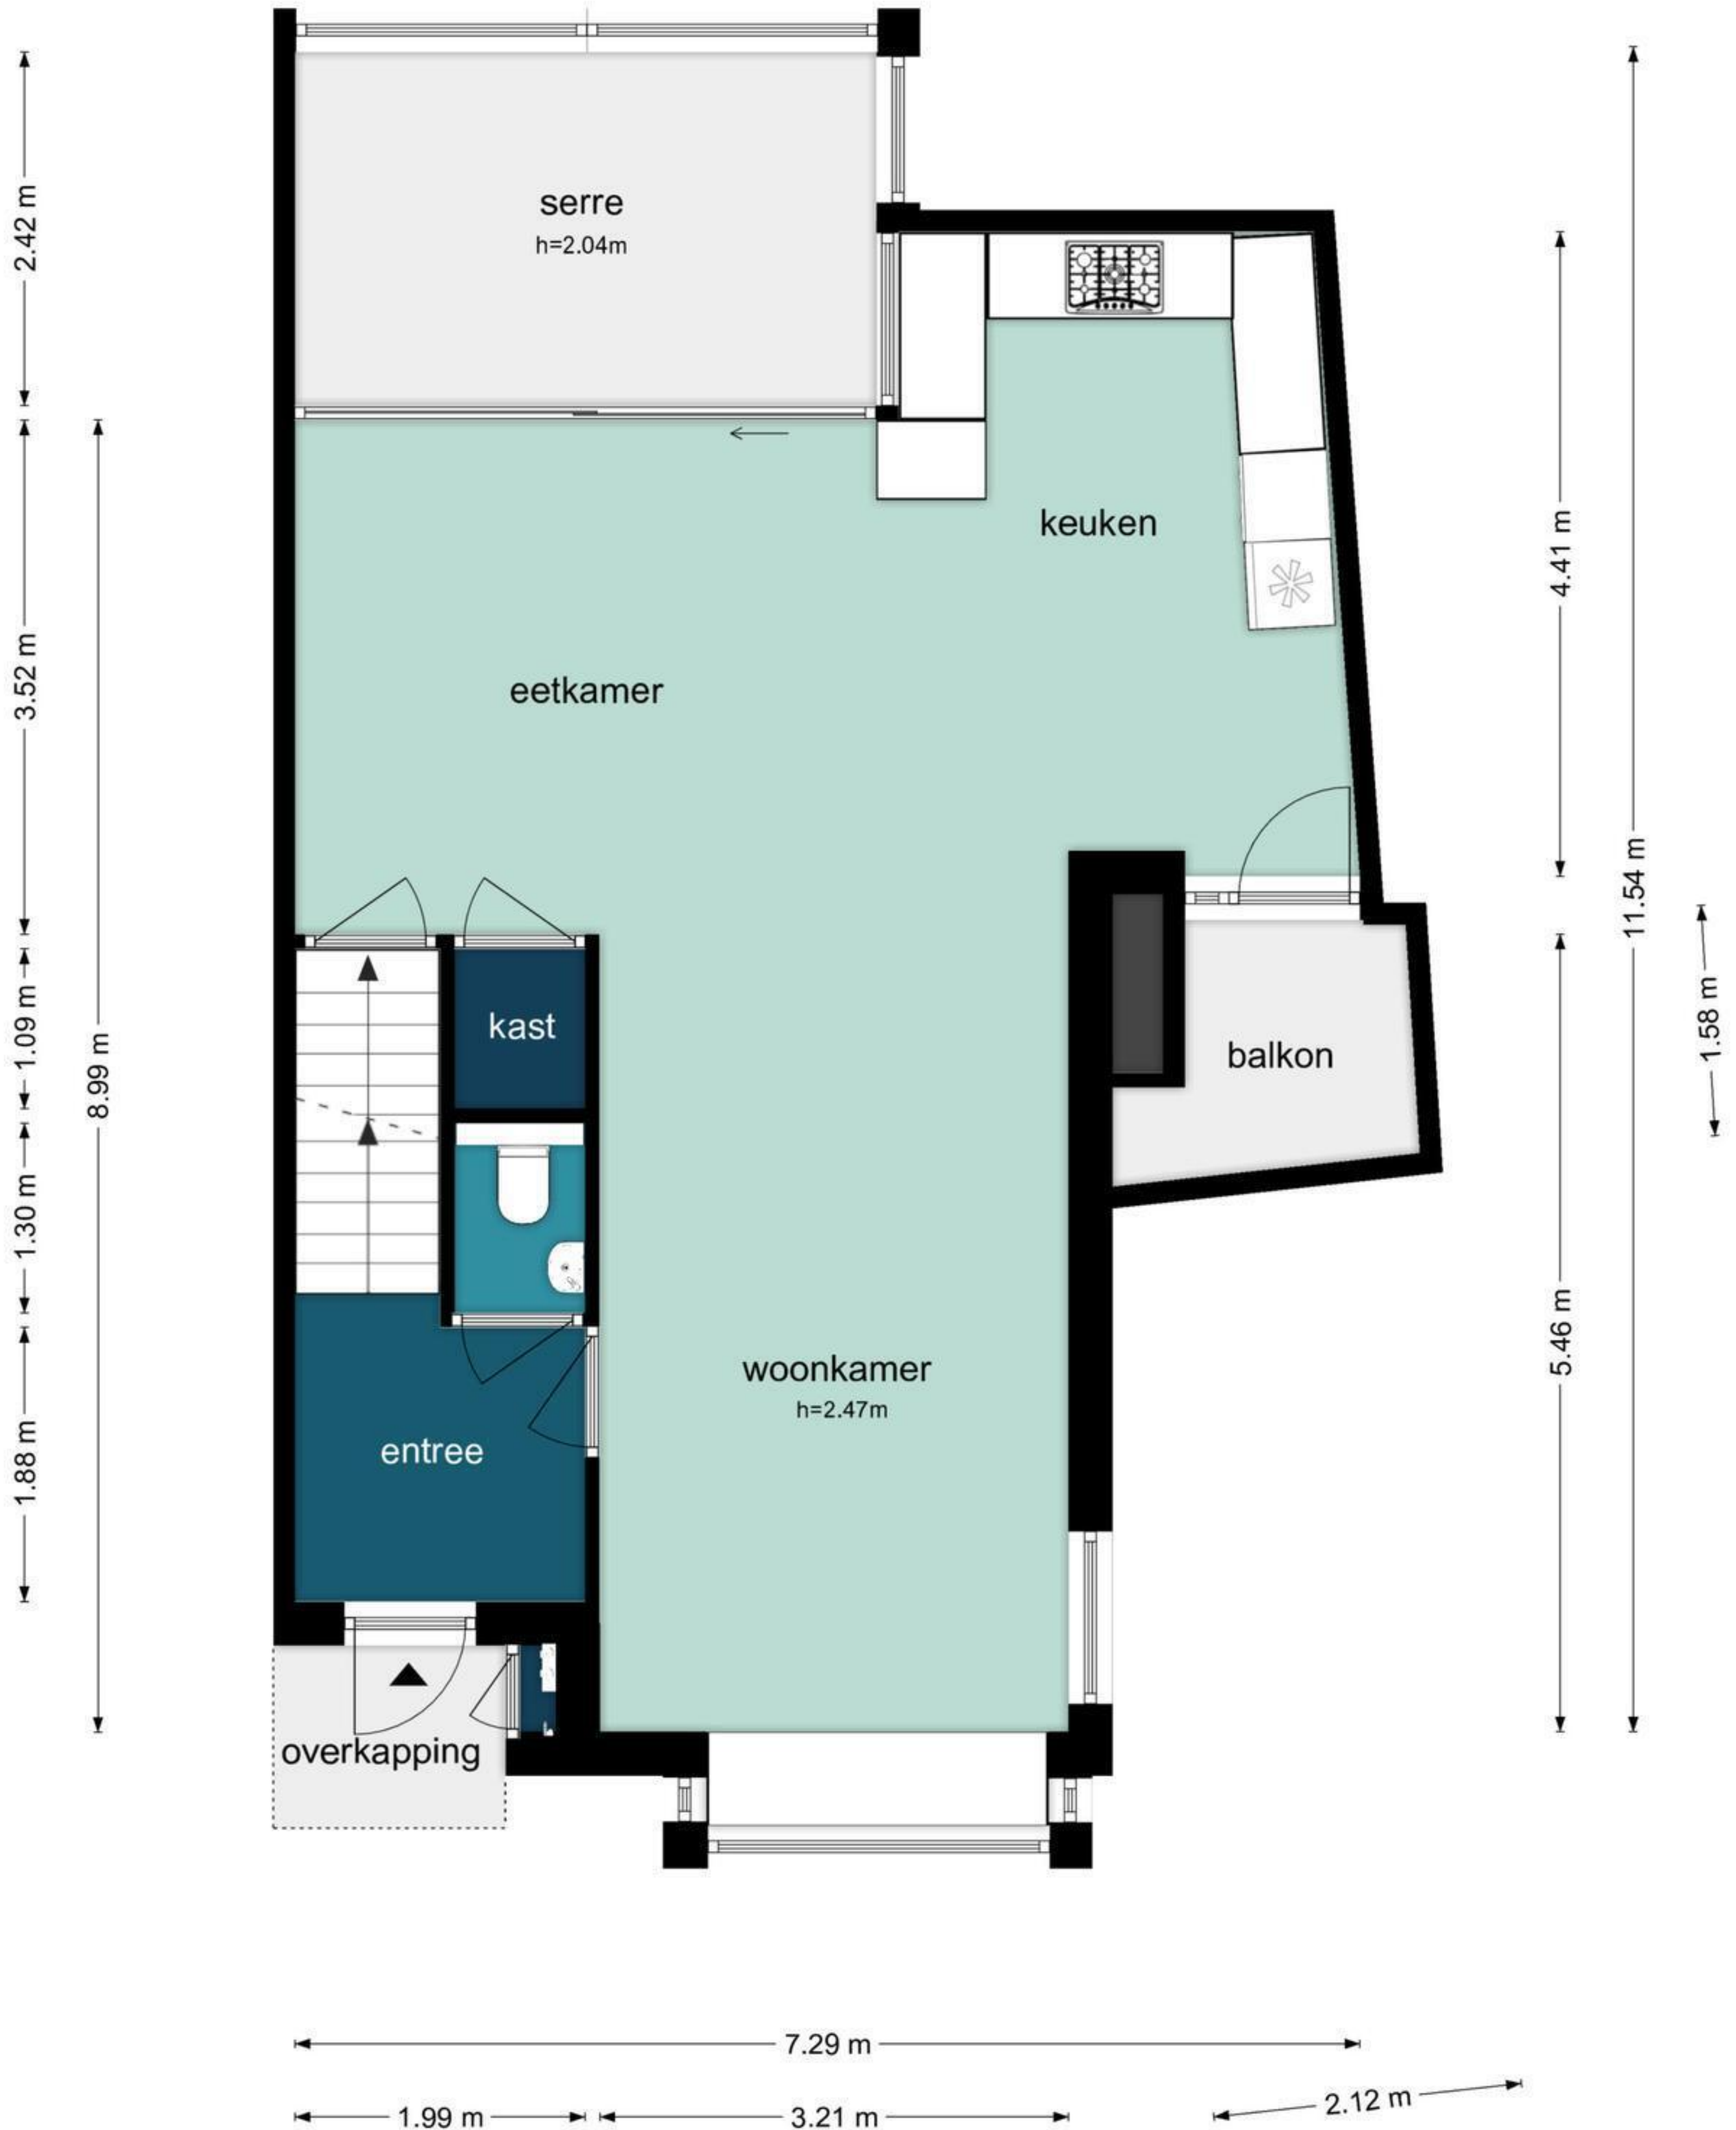 serre
h=2.04m
keuken
eetkamer
kast
balkon
woonkamer
h=2.47m
entree
overkapping
2.42 m
3.52 m
1.09 m
1.30 m
1.88 m
8.99 m
4.41 m
5.46 m
11.54 m
1.58 m
7.29 m
1.99 m
3.21 m
2.12 m